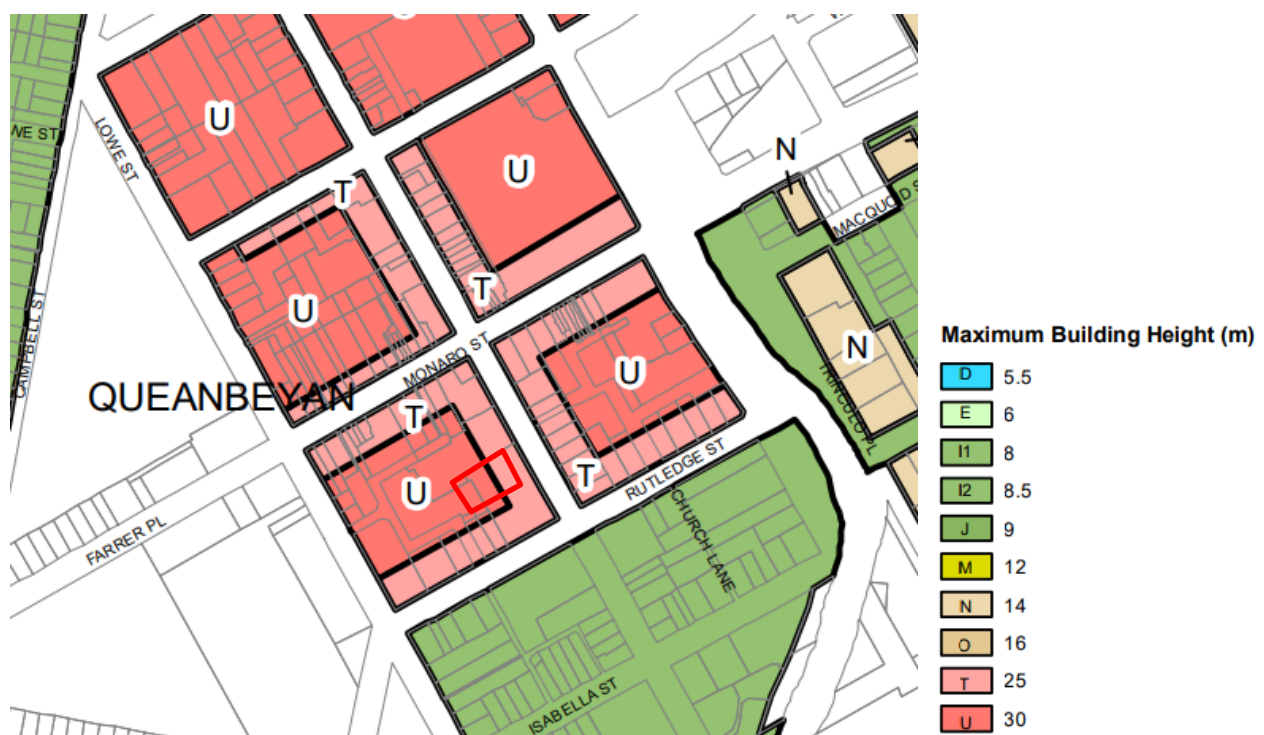 U
LOWE ST
U
N
T
MACQUO
T
U
U
N
CAMPBELL ST
MONARO ST
QUEANBEYAN
TRINCULO PL
T
U
U
T
RUTLEDGE ST
CHURCH LANE
FARRER PL
ISABELLA ST
Maximum Building Height (m)
D 5.5
E 6
I1 8
I2 8.5
J 9
M 12
N 14
O 16
T 25
U 30